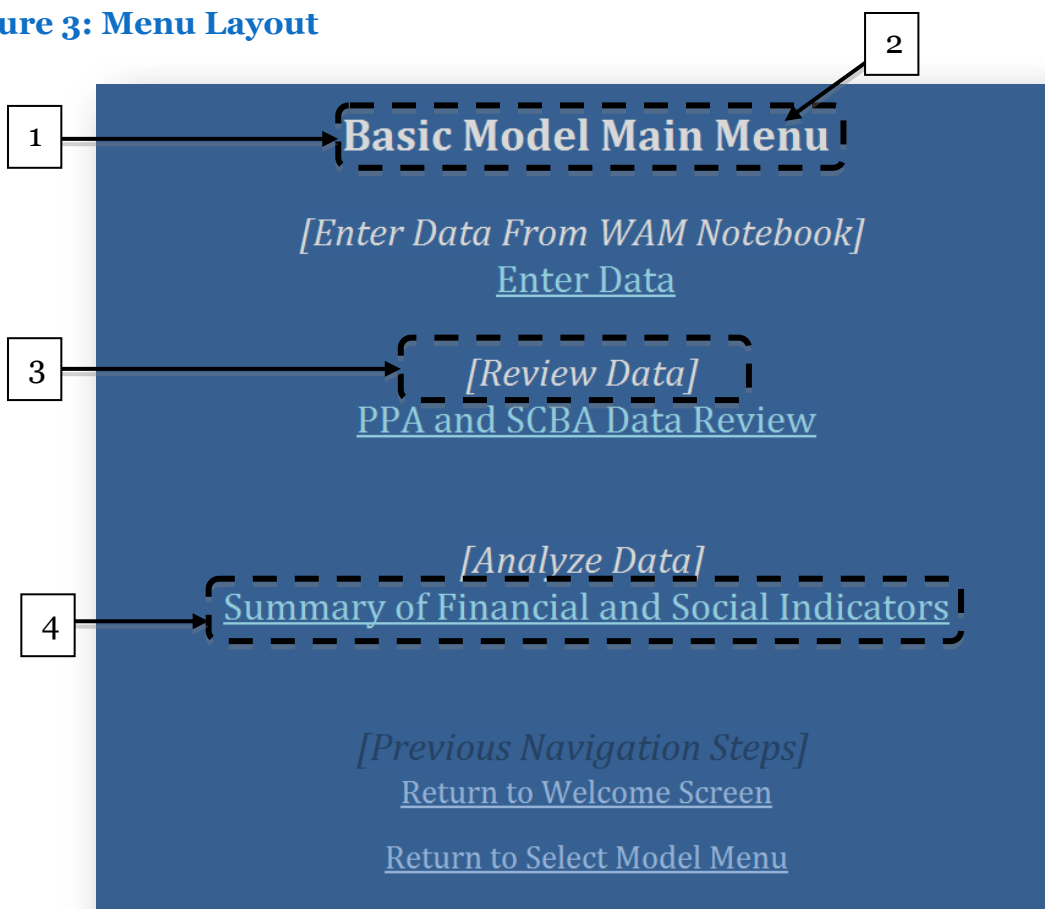 ure 3: Menu Layout
2
1
Basic Model Main Menu
[Enter Data From WAM Notebook]
Enter Data
3
[Review Data]
PPA and SCBA Data Review
[Analyze Data]
4
Summary of Financial and Social Indicators
[Previous Navigation Steps]
Return to Welcome Screen
Return to Select Model Menu